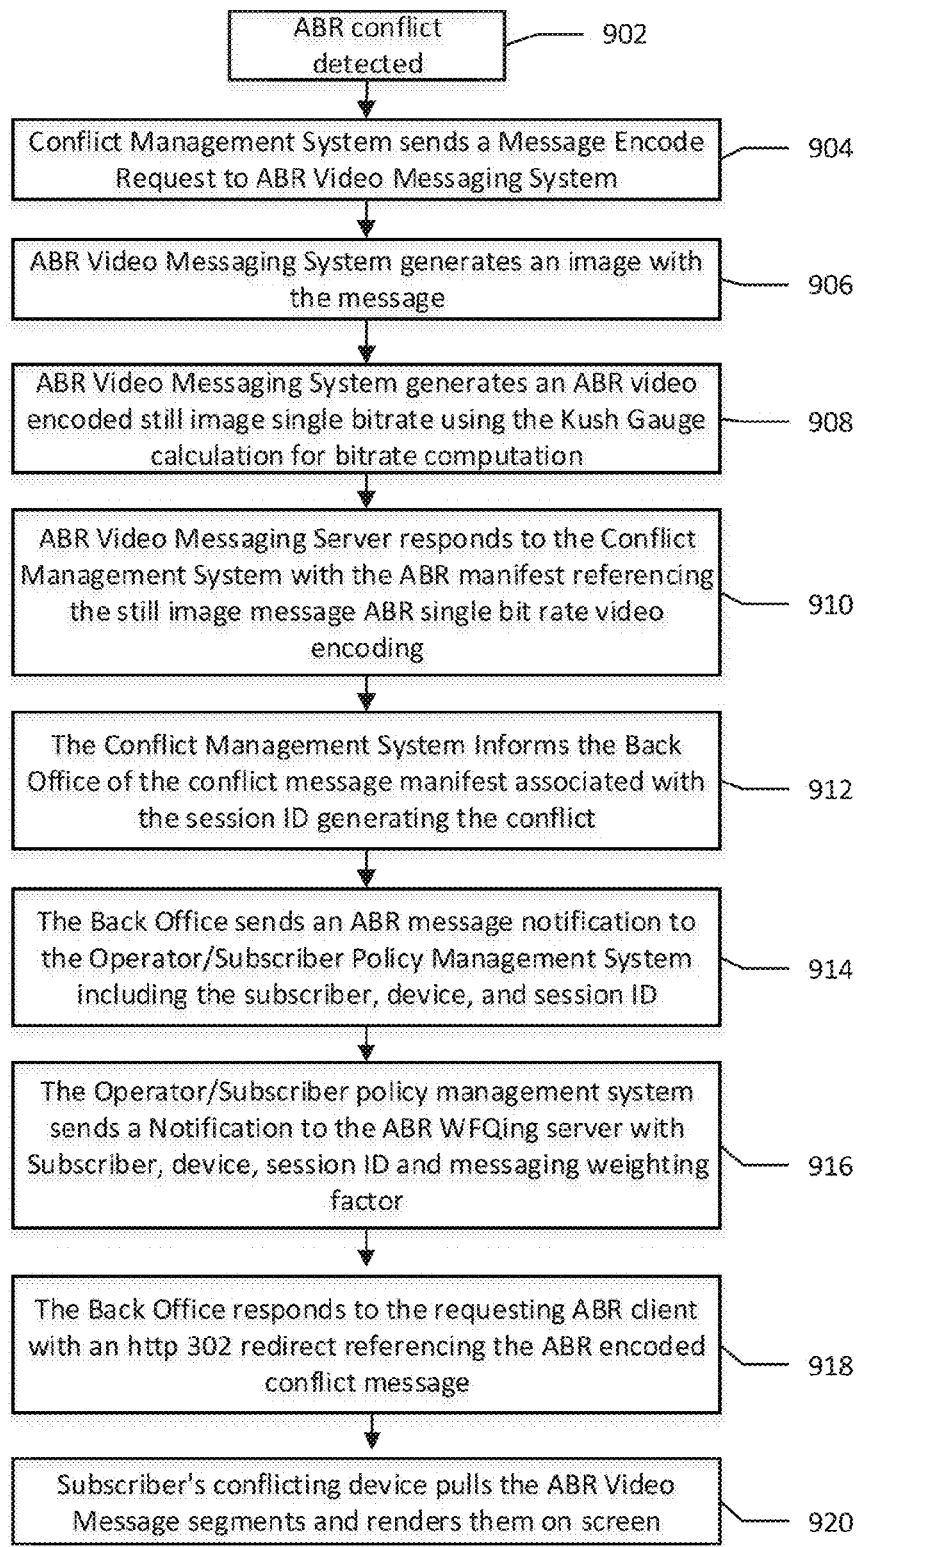 ABR conflict
detected
902
Conflict Management System sends a Message Encode
Request to ABR Video Messaging System
904
ABR Video Messaging System generates an image with
the message
906
ABR Video Messaging System generates an ABR video
encoded still image single bitrate using the Kush Gauge
calculation for bitrate computation
908
ABR Video Messaging Server responds to the Conflict
Management System with the ABR manifest referencing
the still image message ABR single bit rate video
encoding
910
The Conflict Management System Informs the Back
Office of the conflict message manifest associated with
the session ID generating the conflict
912
The Back Office sends an ABR message notification to
the Operator/Subscriber Policy Management System
including the subscriber, device, and session ID
914
The Operator/Subscriber policy management system
sends a Notification to the ABR WFQing server with
Subscriber, device, session ID and messaging weighting
factor
916
The Back Office responds to the requesting ABR client
with an http 302 redirect referencing the ABR encoded
conflict message
918
Subscriber's conflicting device pulls the ABR Video
Message segments and renders them on screen
920